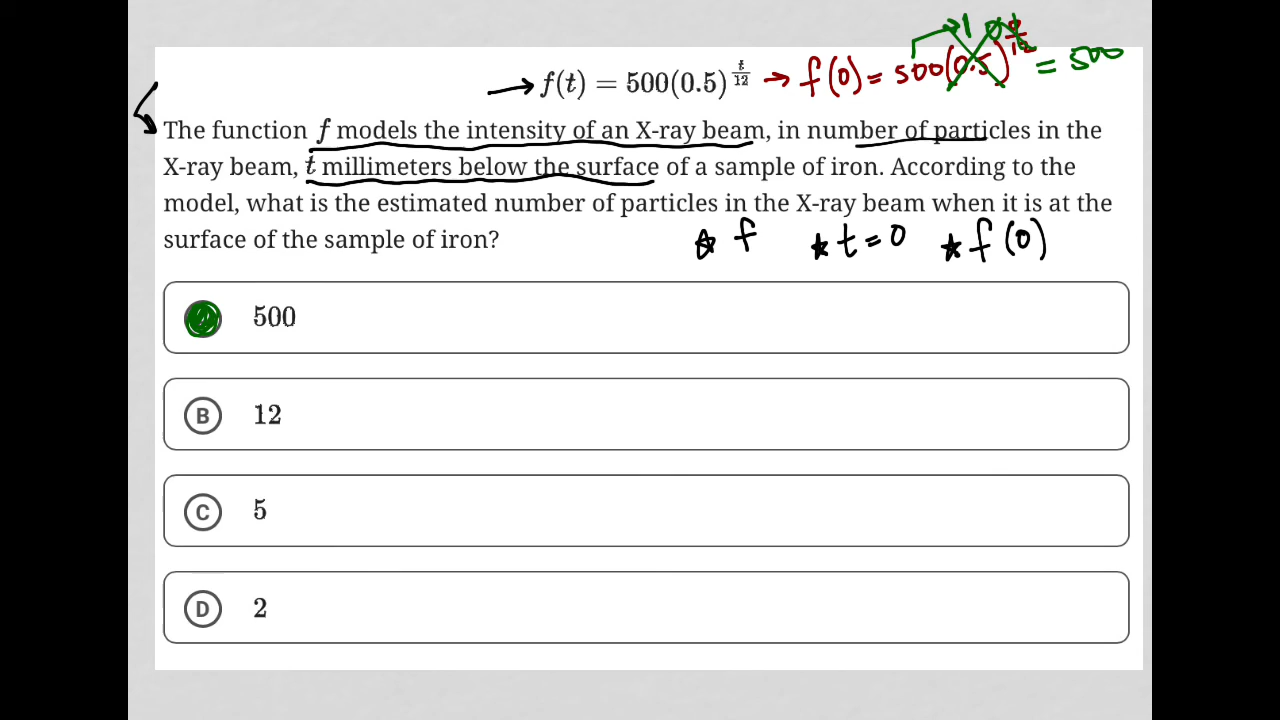 → f(t) = 500(0.5)^(t/12) → f(0) = 500(0.5)^(0/12) = 500
1 0
The function f models the intensity of an X-ray beam, in number of particles in the
X-ray beam, t millimeters below the surface of a sample of iron. According to the
model, what is the estimated number of particles in the X-ray beam when it is at the
surface of the sample of iron?
☆ f ★ t = 0 ★ f(0)
500
B 12
C 5
D 2